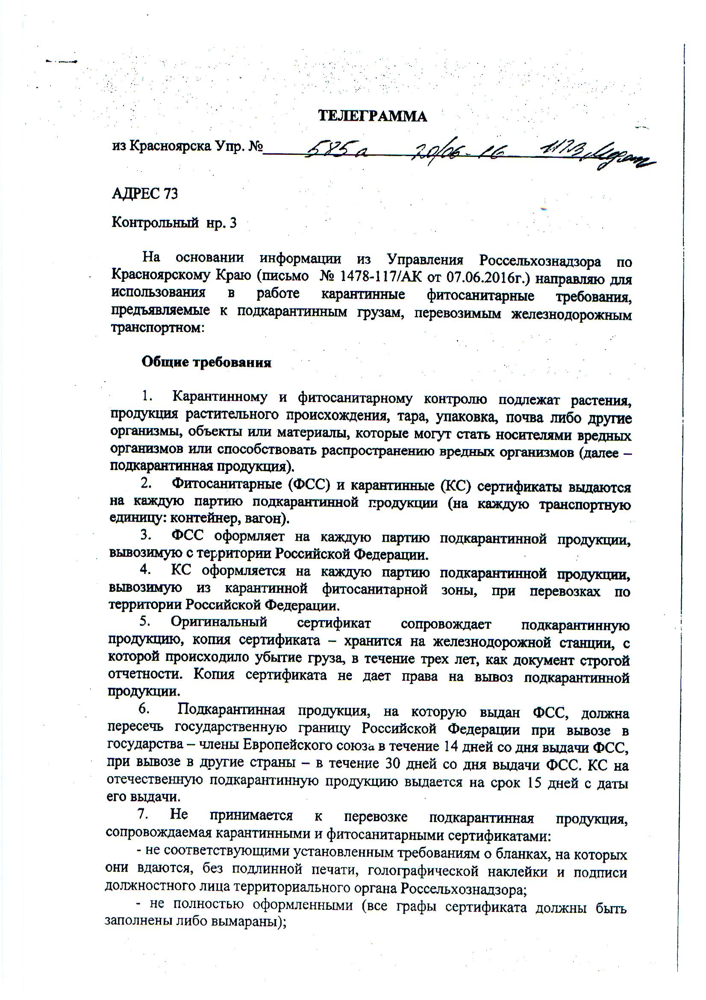 ТЕЛЕГРАММА
из Красноярска Упр. № 585а 20/06-16
АДРЕС 73
Контрольный нр. 3
На основании информации из Управления Россельхознадзора по
Красноярскому Краю (письмо № 1478-117/АК от 07.06.2016г.) направляю для
использования в работе карантинные фитосанитарные требования,
предъявляемые к подкарантинным грузам, перевозимым железнодорожным
транспортном:
Общие требования
1. Карантинному и фитосанитарному контролю подлежат растения,
продукция растительного происхождения, тара, упаковка, почва либо другие
организмы, объекты или материалы, которые могут стать носителями вредных
организмов или способствовать распространению вредных организмов (далее –
подкарантинная продукция).
2. Фитосанитарные (ФСС) и карантинные (КС) сертификаты выдаются
на каждую партию подкарантинной продукции (на каждую транспортную
единицу: контейнер, вагон).
3. ФСС оформляет на каждую партию подкарантинной продукции,
вывозимую с территории Российской Федерации.
4. КС оформляется на каждую партию подкарантинной продукции,
вывозимую из карантинной фитосанитарной зоны, при перевозках по
территории Российской Федерации.
5. Оригинальный сертификат сопровождает подкарантинную
продукцию, копия сертификата – хранится на железнодорожной станции, с
которой происходило убытие груза, в течение трех лет, как документ строгой
отчетности. Копия сертификата не дает права на вывоз подкарантинной
продукции.
6. Подкарантинная продукция, на которую выдан ФСС, должна
пересечь государственную границу Российской Федерации при вывозе в
государства – члены Европейского союза в течение 14 дней со дня выдачи ФСС,
при вывозе в другие страны – в течение 30 дней со дня выдачи ФСС. КС на
отечественную подкарантинную продукцию выдается на срок 15 дней с даты
его выдачи.
7. Не принимается к перевозке подкарантинная продукция,
сопровождаемая карантинными и фитосанитарными сертификатами:
- не соответствующими установленным требованиям о бланках, на которых
они вдаются, без подлинной печати, голографической наклейки и подписи
должностного лица территориального органа Россельхознадзора;
- не полностью оформленными (все графы сертификата должны быть
заполнены либо вымараны);